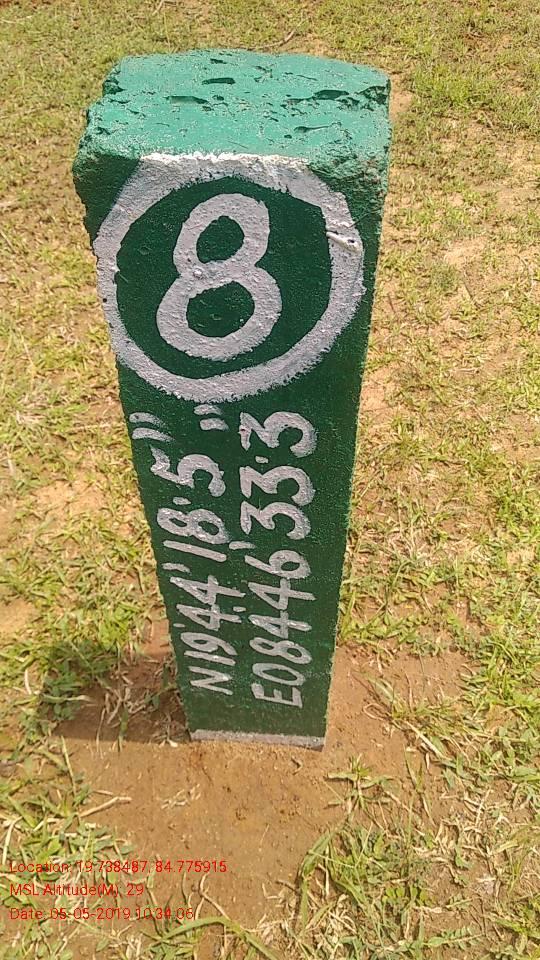 8
N19°44'18.5"
E084°46'33.3"
Location: 19.738487, 84.775915
MSL Altitude(M): 29
Date: 05-05-2019 10:34:06